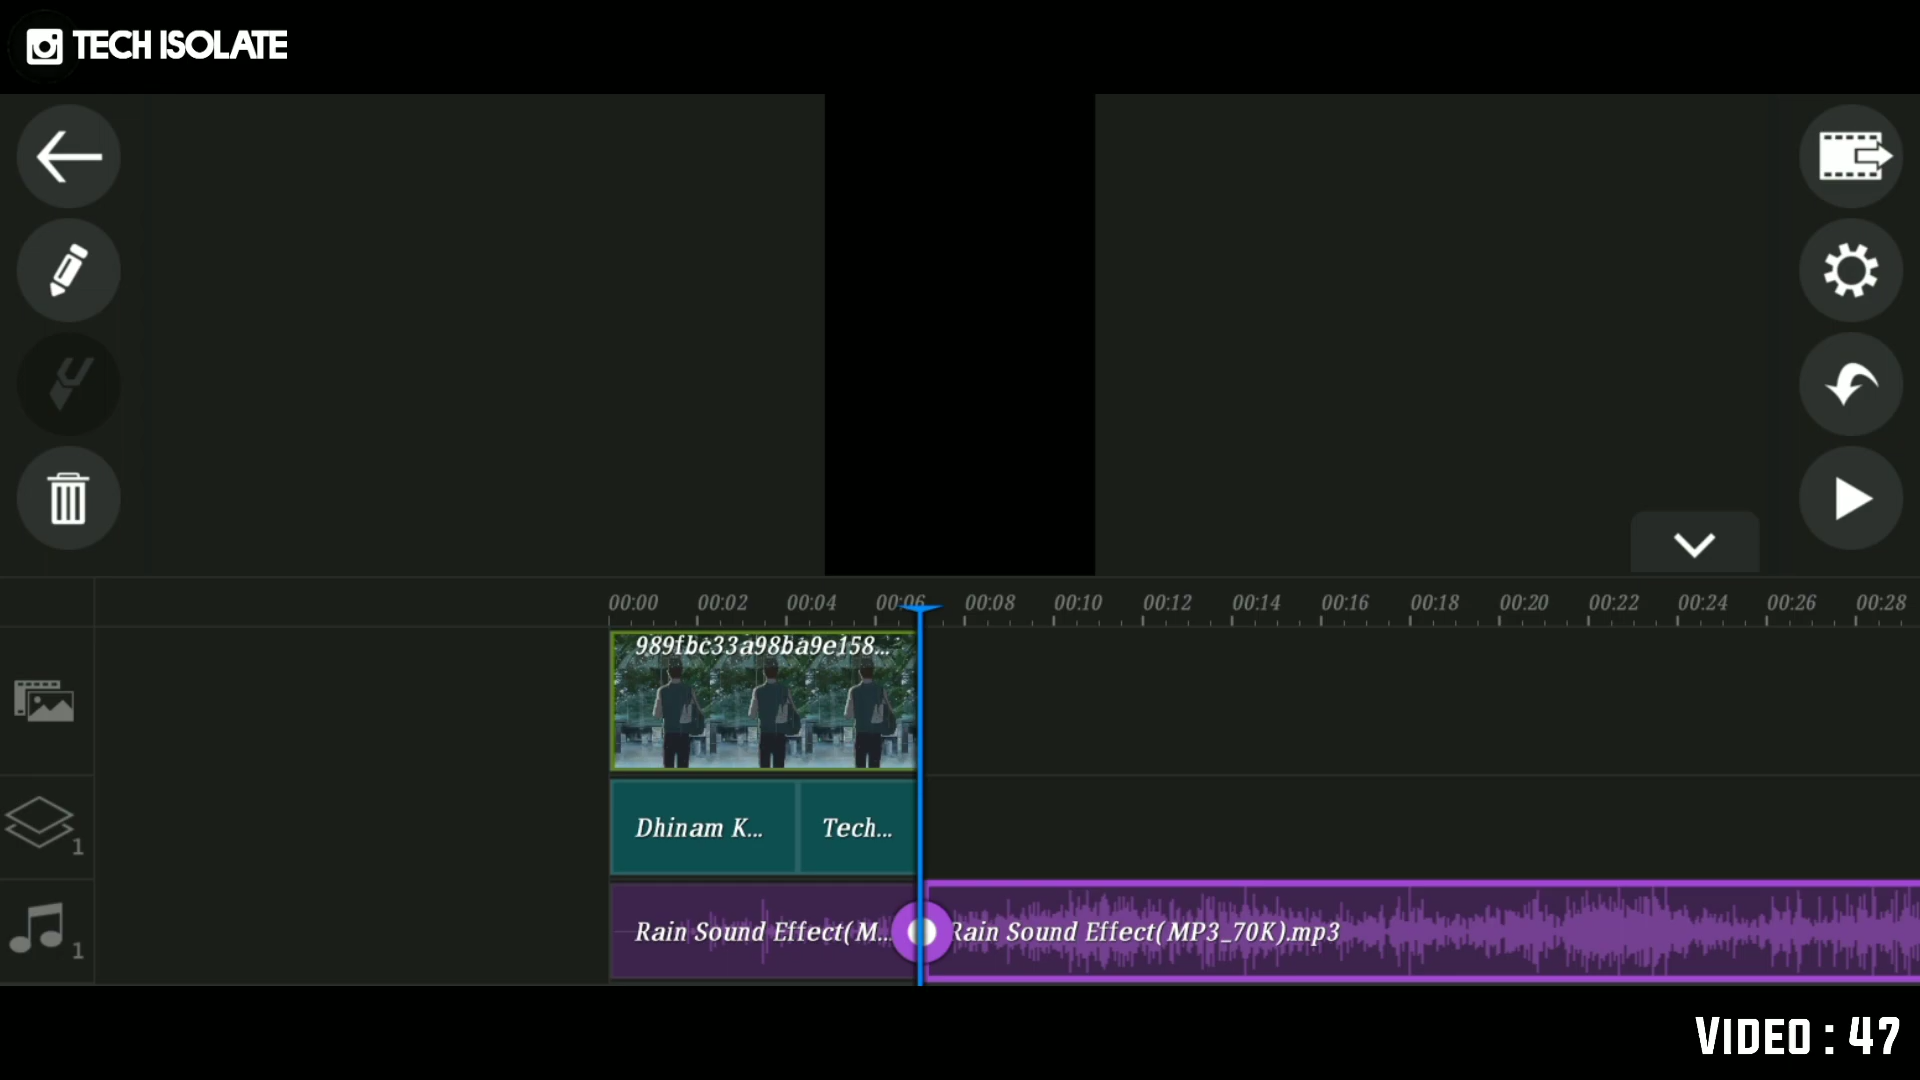 TECH ISOLATE
00:00 00:02 00:04 00:06 00:08 00:10 00:12 00:14 00:16 00:18 00:20 00:22 00:24 00:26 00:28
989fbc33a98ba9e158...
Dhinam K... Tech...
1
Rain Sound Effect(M... Rain Sound Effect(MP3_70K).mp3
1
VIDEO : 47